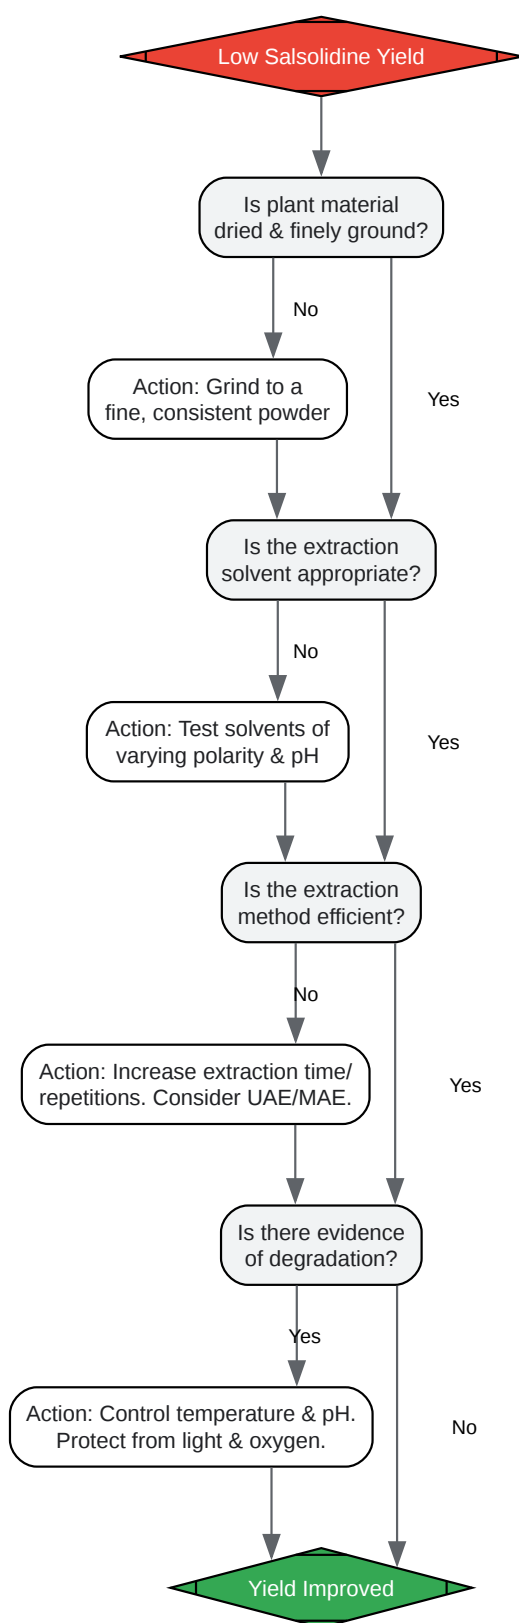 Low Salsolidine Yield
Is plant material
dried & finely ground?
No
Action: Grind to a
fine, consistent powder
Yes
Is the extraction
solvent appropriate?
No
Action: Test solvents of
varying polarity & pH
Yes
Is the extraction
method efficient?
No
Action: Increase extraction time/
repetitions. Consider UAE/MAE.
Yes
Is there evidence
of degradation?
Yes
Action: Control temperature & pH.
Protect from light & oxygen.
No
Yield Improved